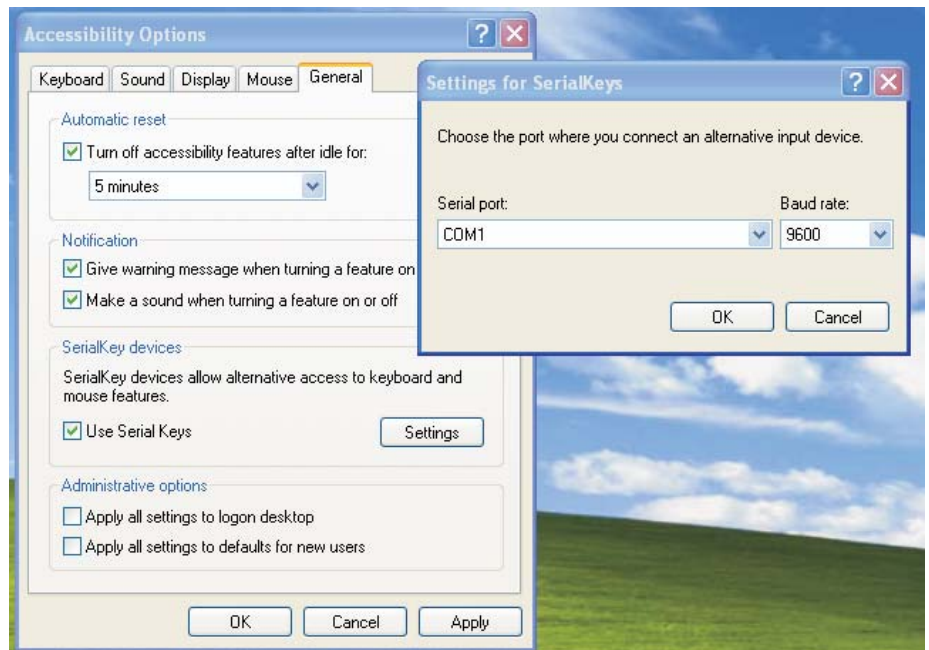 Accessibility Options
Keyboard Sound Display Mouse General
Automatic reset
Turn off accessibility features after idle for:
5 minutes
Notification
Give warning message when turning a feature on
Make a sound when turning a feature on or off
SerialKey devices
SerialKey devices allow alternative access to keyboard and
mouse features.
Use Serial Keys
Settings
Administrative options
Apply all settings to logon desktop
Apply all settings to defaults for new users
OK Cancel Apply
Settings for SerialKeys
Choose the port where you connect an alternative input device.
Serial port: Baud rate:
COM1 9600
OK Cancel